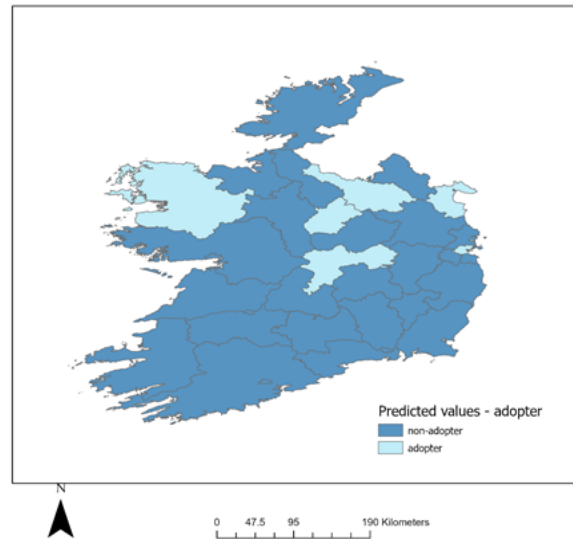 Predicted values - adopter
non-adopter
adopter
N
0 47.5 95 190 Kilometers